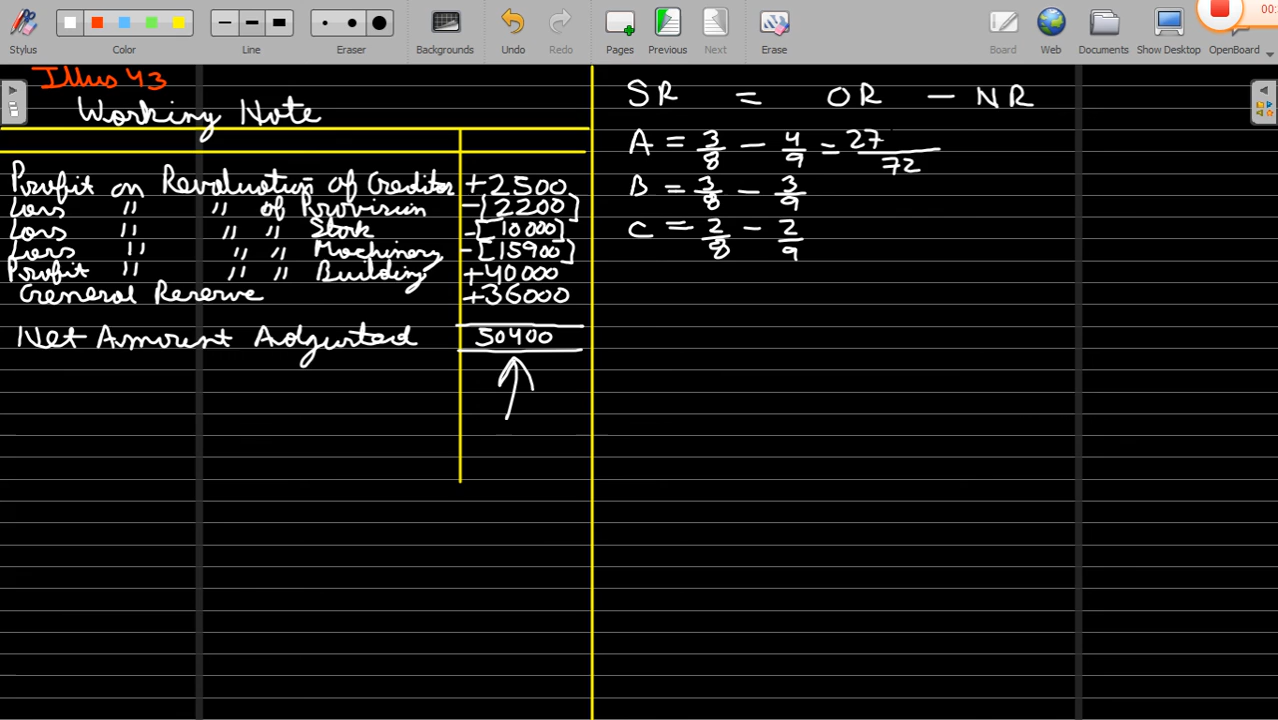 00:
Stylus Color Line Eraser Backgrounds Undo Redo Pages Previous Next Erase Board Web Documents Show Desktop OpenBoard
Illus 43
Working Note
Profit on Revaluation of Creditor +2500
Loss " " of Provision -[2200]
Loss " " " Stock -[10000]
Loss " " " Machinery -[15900]
Profit " " " Building +40000
General Reserve +36000
Net Amount Adjusted 50400
SR = OR - NR
A = 3/8 - 4/9 = 27/72
B = 3/8 - 3/9
C = 2/8 - 2/9